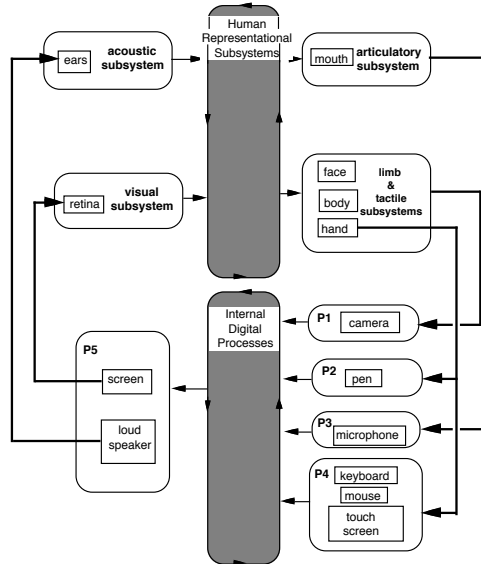 Human
Representational
Subsystems
acoustic
subsystem
ears
articulatory
subsystem
mouth
visual
subsystem
retina
face
body
hand
limb
&
tactile
subsystems
Internal
Digital
Processes
P1
camera
P2
pen
P3
microphone
P4
keyboard
mouse
touch
screen
P5
screen
loud
speaker